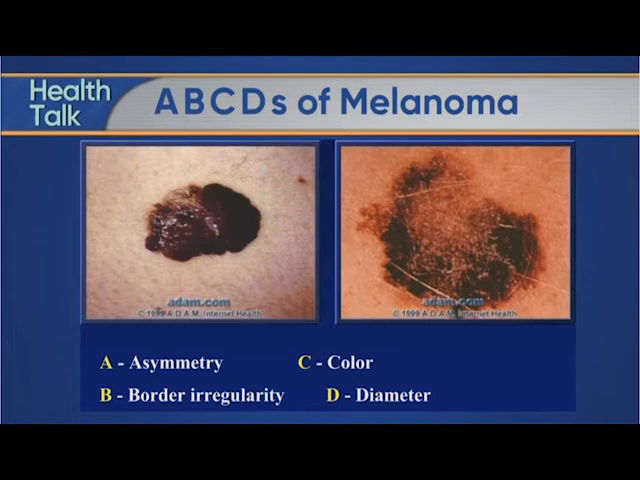 Health
Talk
A B C D s of Melanoma
adam.com
© 1999 A.D.A.M. Internet Health
adam.com
© 1999 A.D.A.M. Internet Health
A - Asymmetry
C - Color
B - Border irregularity
D - Diameter